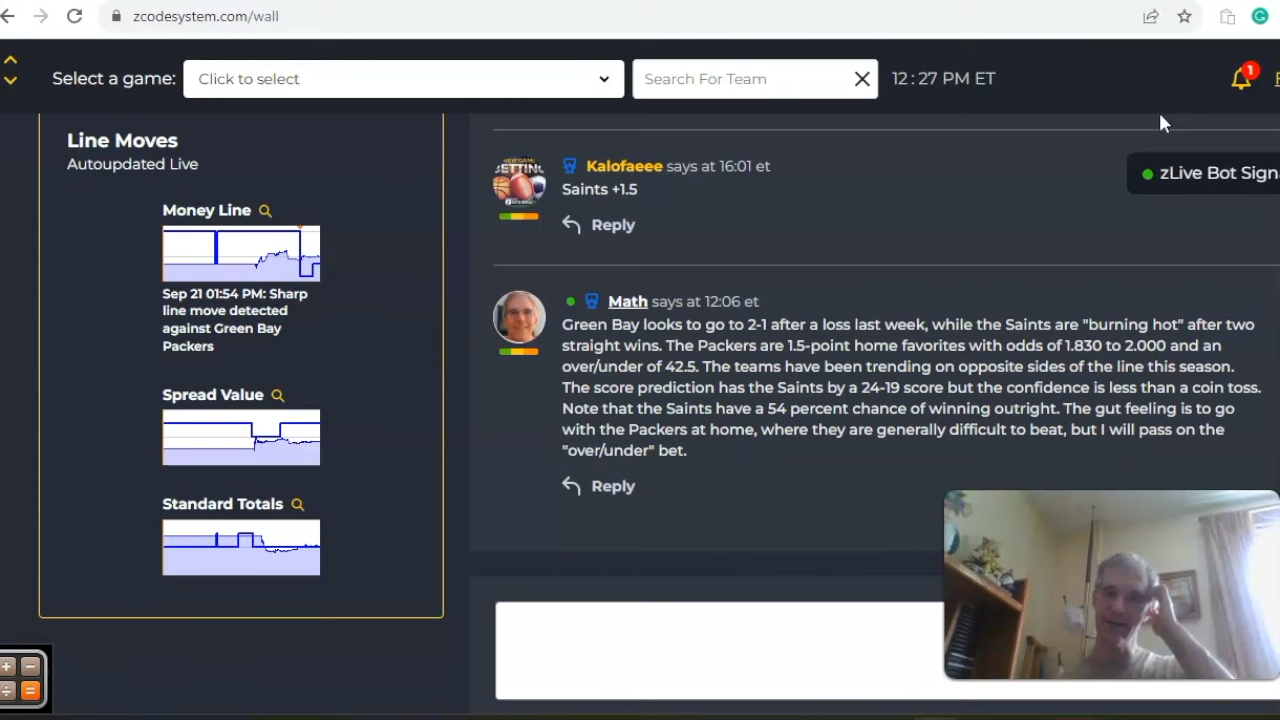 zcodesystem.com/wall
Select a game:
Click to select
Search For Team
12:27 PM ET
1
Line Moves
Autoupdated Live
Money Line
Sep 21 01:54 PM: Sharp
line move detected
against Green Bay
Packers
Spread Value
Standard Totals
Kalofaeee says at 16:01 et
Saints +1.5
Reply
zLive Bot Sign
Math says at 12:06 et
Green Bay looks to go to 2-1 after a loss last week, while the Saints are "burning hot" after two
straight wins. The Packers are 1.5-point home favorites with odds of 1.830 to 2.000 and an
over/under of 42.5. The teams have been trending on opposite sides of the line this season.
The score prediction has the Saints by a 24-19 score but the confidence is less than a coin toss.
Note that the Saints have a 54 percent chance of winning outright. The gut feeling is to go
with the Packers at home, where they are generally difficult to beat, but I will pass on the
"over/under" bet.
Reply